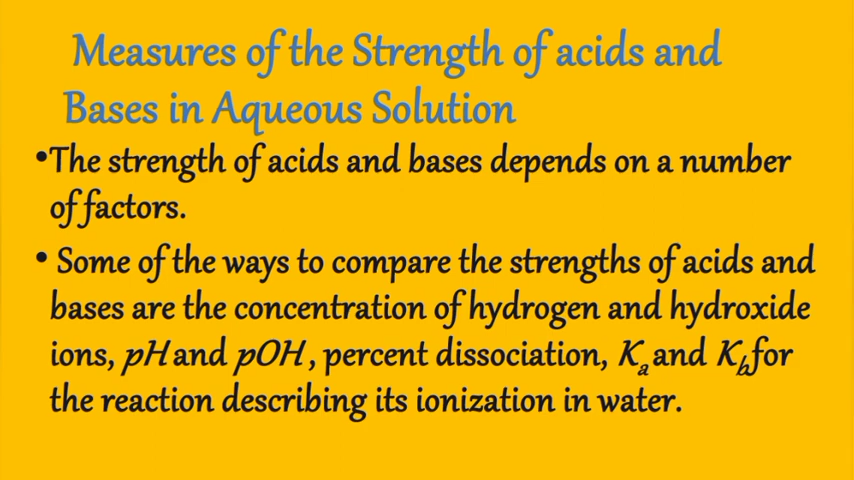 Measures of the Strength of acids and
Bases in Aqueous Solution
•The strength of acids and bases depends on a number
of factors.
• Some of the ways to compare the strengths of acids and
bases are the concentration of hydrogen and hydroxide
ions, pH and pOH, percent dissociation, Kₐ and K_b for
the reaction describing its ionization in water.